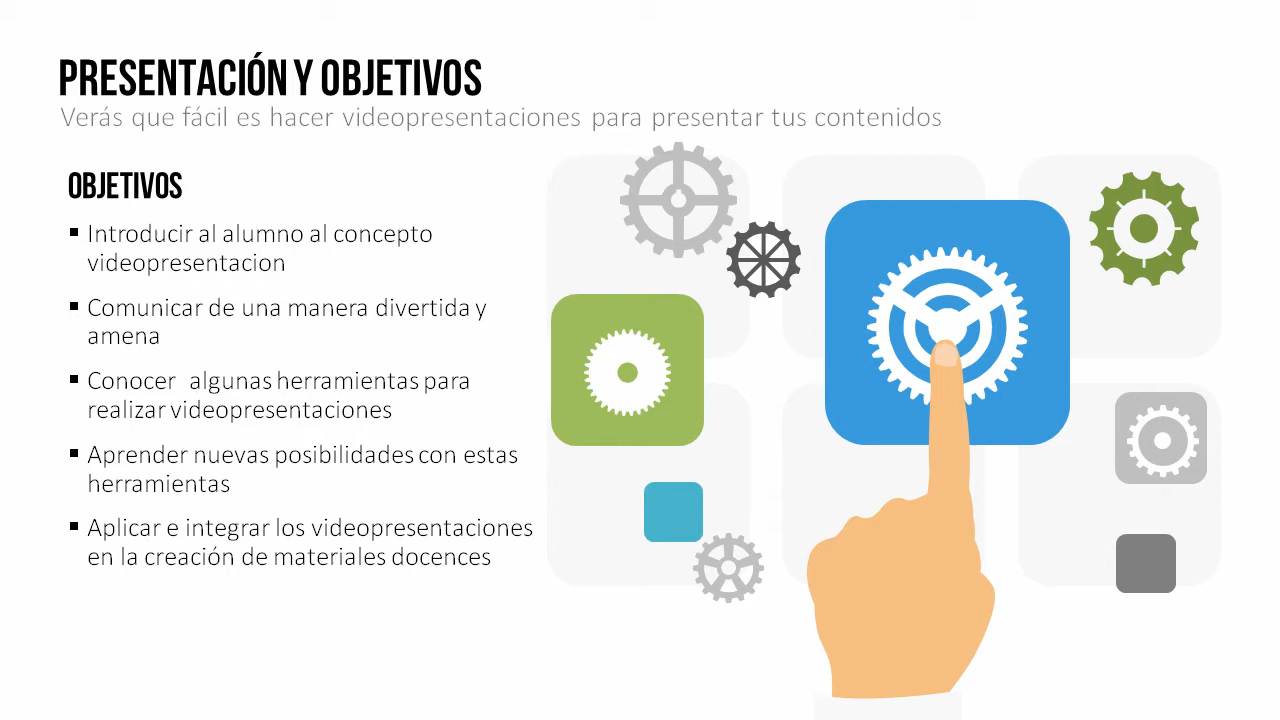 PRESENTACIÓN Y OBJETIVOS
Verás que fácil es hacer videopresentaciones para presentar tus contenidos
OBJETIVOS
▪ Introducir al alumno al concepto
videopresentacion
▪ Comunicar de una manera divertida y
amena
▪ Conocer algunas herramientas para
realizar videopresentaciones
▪ Aprender nuevas posibilidades con estas
herramientas
▪ Aplicar e integrar los videopresentaciones
en la creación de materiales docences